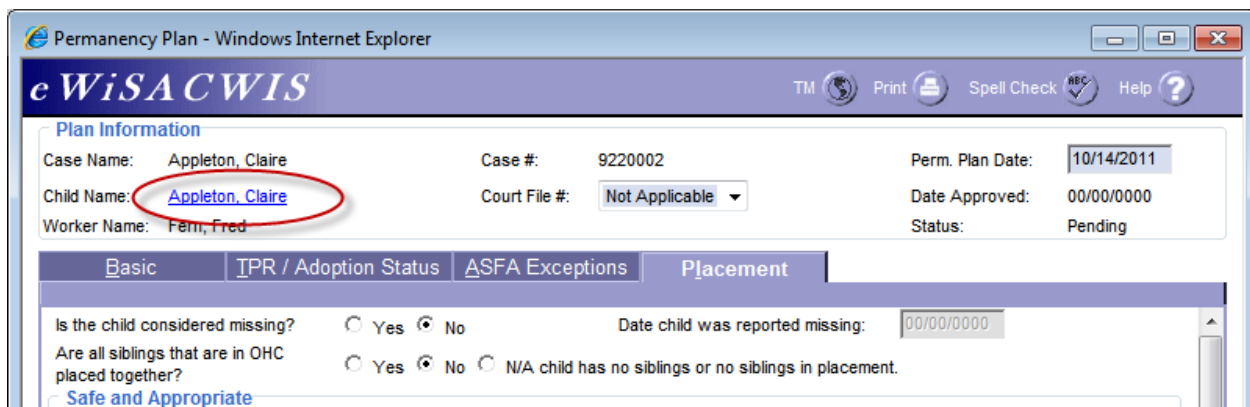 Permanency Plan - Windows Internet Explorer
e WiSACWIS TM Print Spell Check ABC Help ?
Plan Information
Case Name: Appleton, Claire Case #: 9220002 Perm. Plan Date: 10/14/2011
Child Name: Appleton, Claire Court File #: Not Applicable Date Approved: 00/00/0000
Worker Name: Fern, Fred Status: Pending
Basic TPR / Adoption Status ASFA Exceptions Placement
Is the child considered missing? Yes No Date child was reported missing: 00/00/0000
Are all siblings that are in OHC
placed together? Yes No N/A child has no siblings or no siblings in placement.
Safe and Appropriate